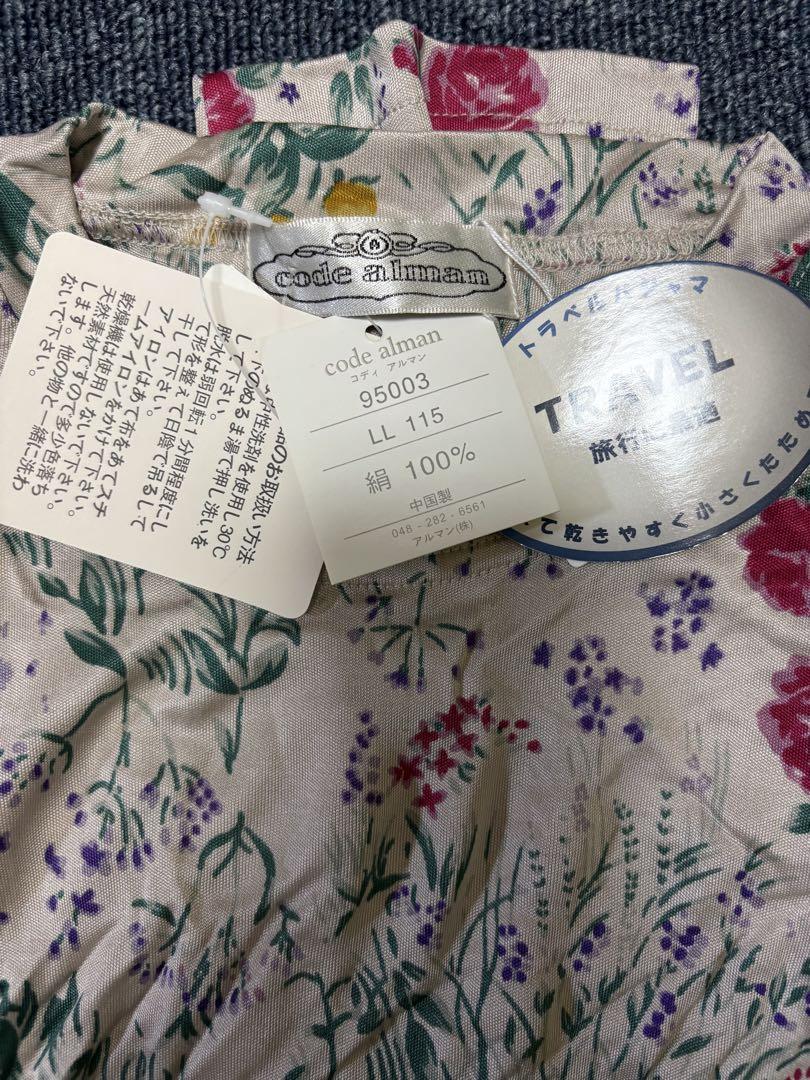 code alman
code alman
コディ アルマン
95003
LL 115
絹 100%
中国製
048-282-6561
アルマン(株)
トラベルパジャマ
TRAVEL
旅行に最適
て乾きやすく小さくたため
のお取扱い方法
性洗剤を使用し30℃
のぬるま湯で押し洗いを
して下さい。
脱水は弱回転1分間程度にし
て形を整えて日陰で吊るして
干して下さい。
アイロンはあて布をあてスチ
ームアイロンをかけて下さい。
乾燥機は使用しないで下さい。
天然素材ですので多少色落ち
します。他の物と一緒に洗わ
ないで下さい。